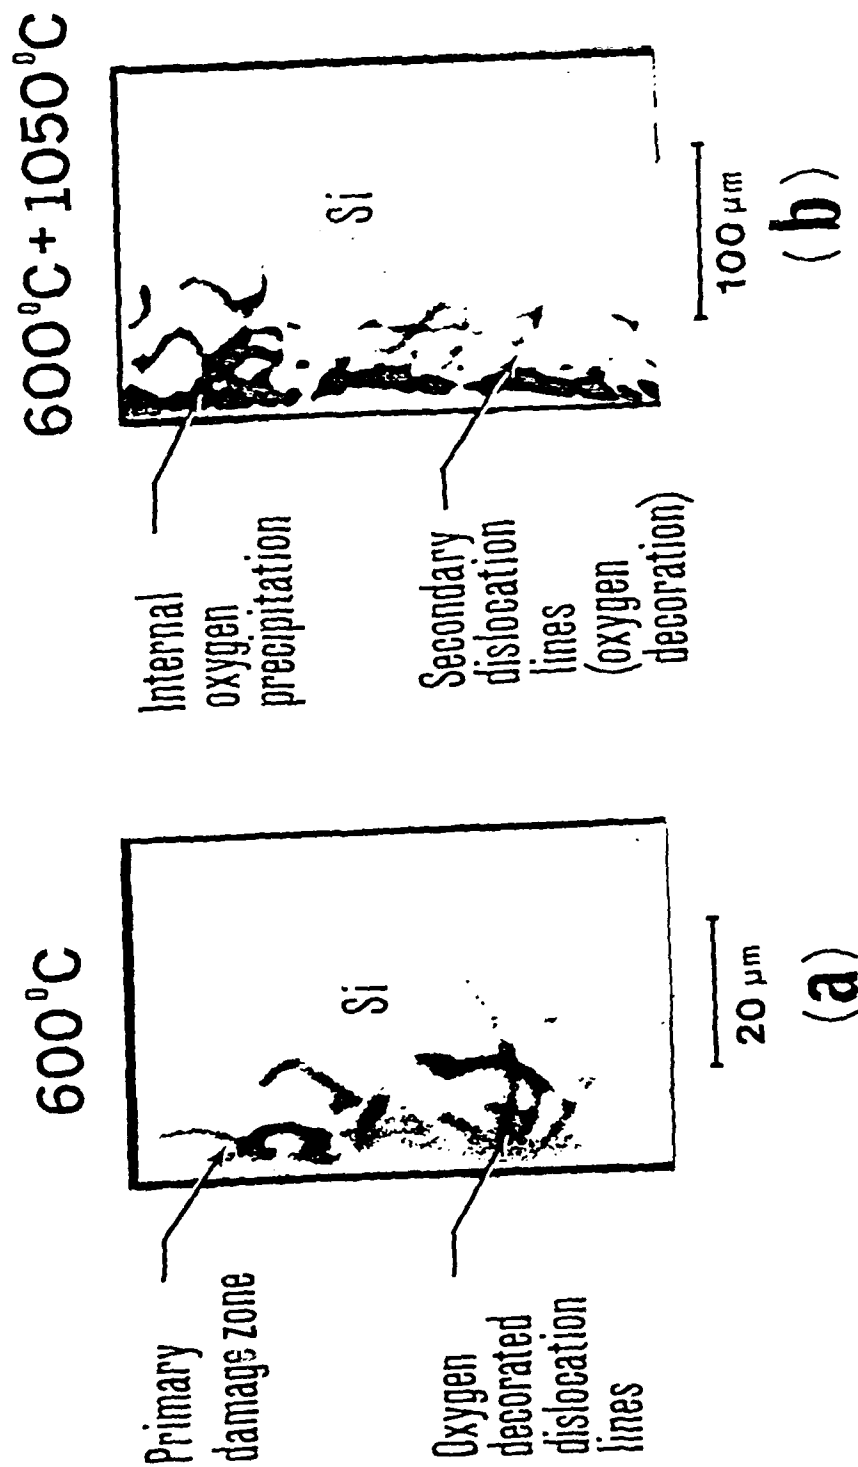 600°C
Primary
damage zone
Oxygen
decorated
dislocation
lines
Si
20 µm
(a)
600°C + 1050°C
Internal
oxygen
precipitation
Secondary
dislocation
lines
(oxygen
decoration)
Si
100 µm
(b)